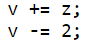 v += z;
v -= 2;